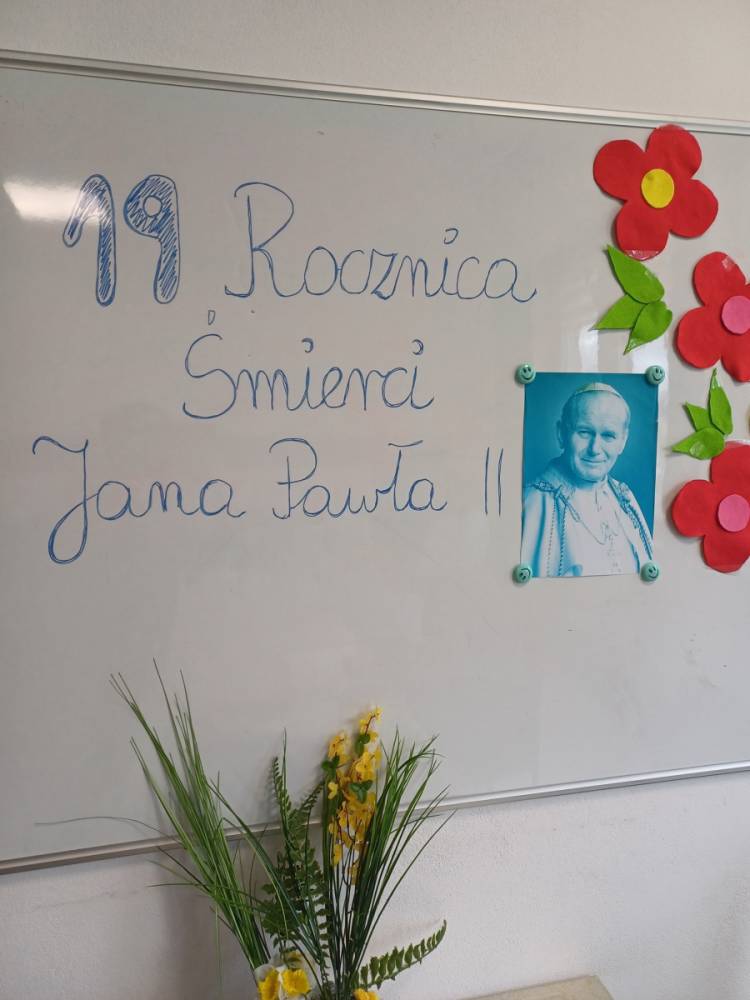 19 Rocznica
Śmierci
Jana Pawła II